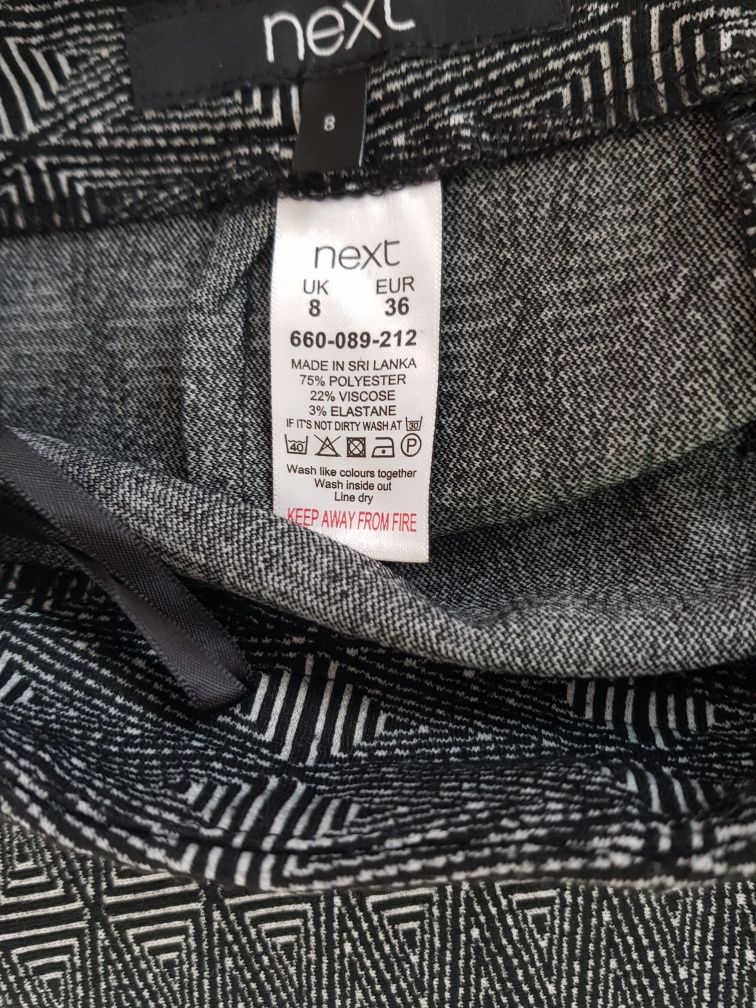 next
8
next
UK EUR
8 36
660-089-212
MADE IN SRI LANKA
75% POLYESTER
22% VISCOSE
3% ELASTANE
IF IT'S NOT DIRTY WASH AT 30
40 P
Wash like colours together
Wash inside out
Line dry
KEEP AWAY FROM FIRE